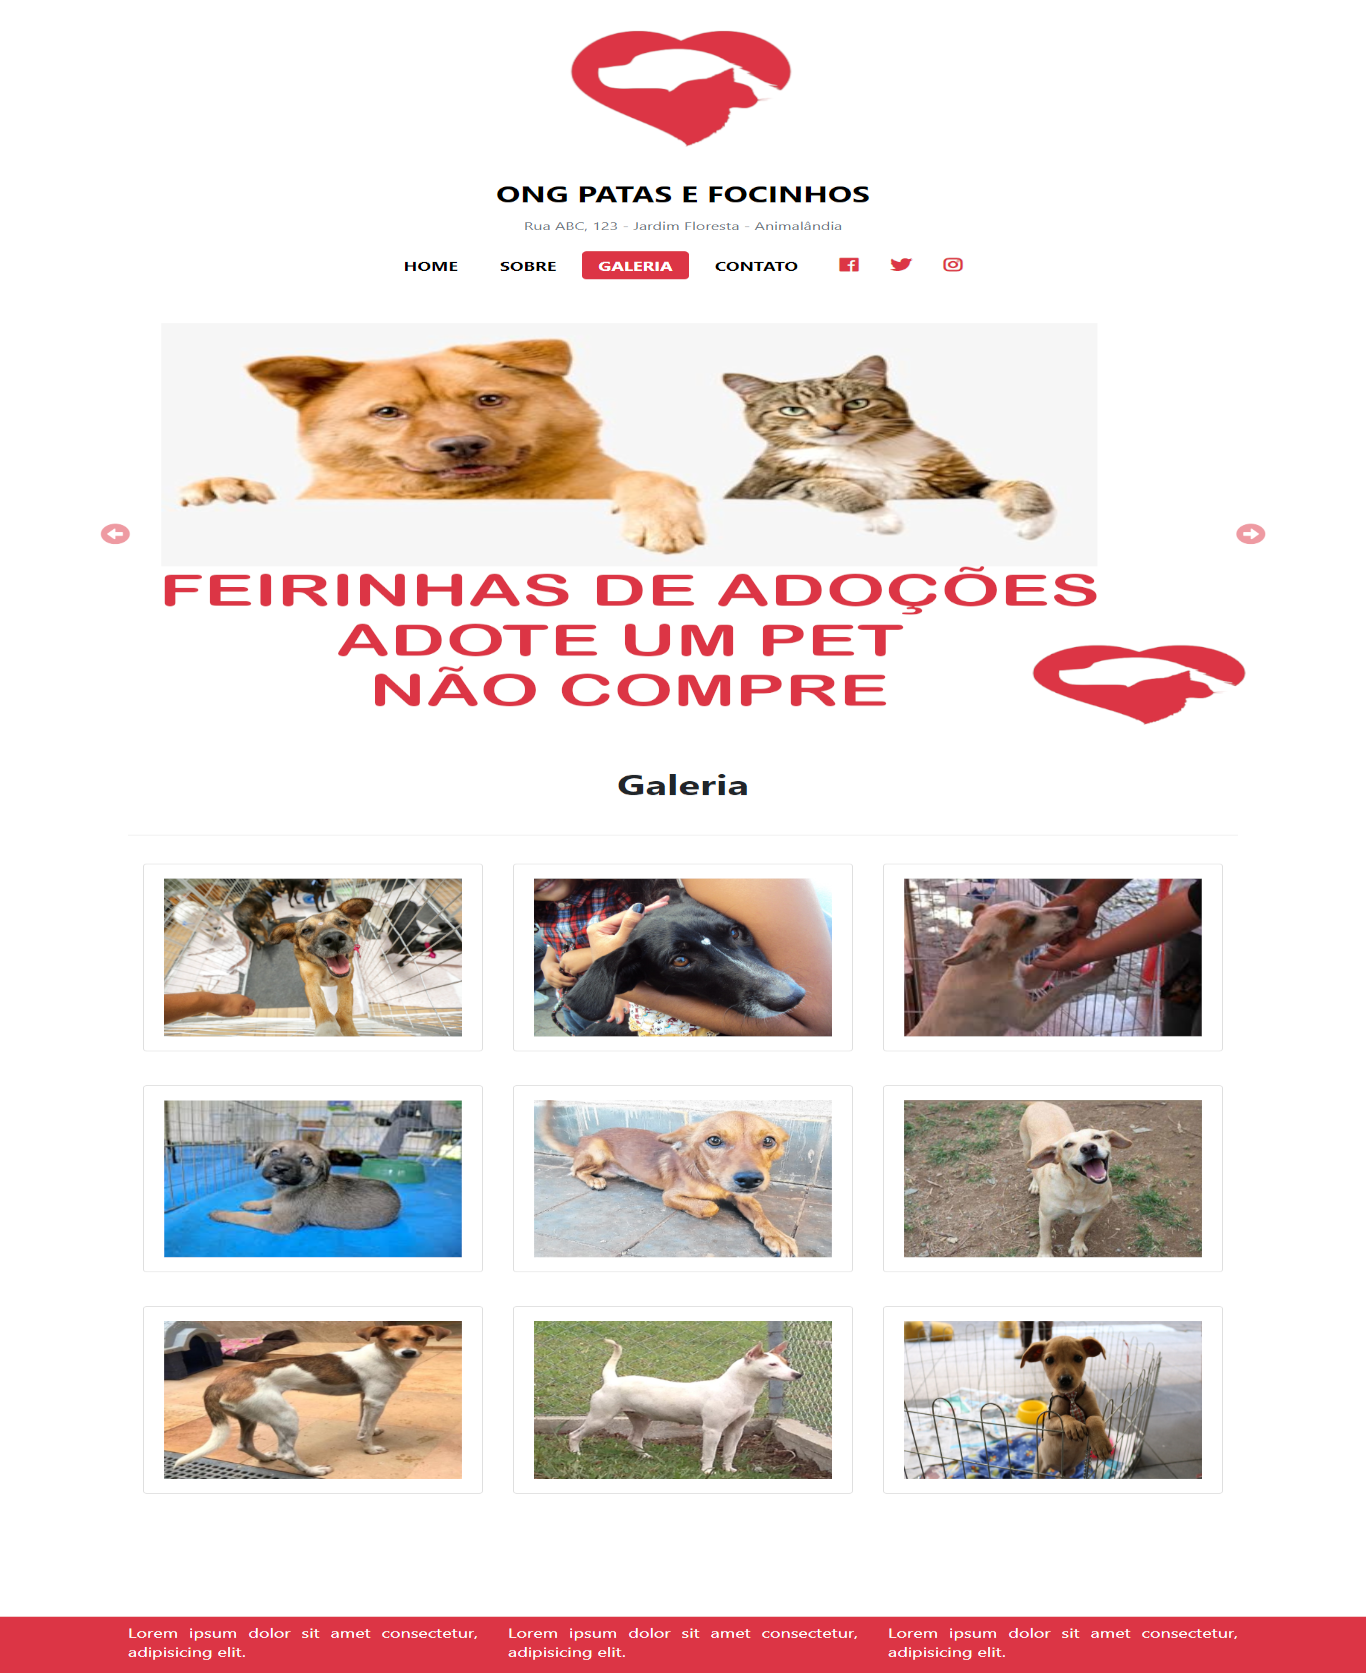 ONG PATAS E FOCINHOS
Rua ABC, 123 - Jardim Floresta - Animalândia
HOME SOBRE GALERIA CONTATO
FEIRINHAS DE ADOÇÕES
ADOTE UM PET
NÃO COMPRE
Galeria
Lorem ipsum dolor sit amet consectetur,
adipisicing elit.
Lorem ipsum dolor sit amet consectetur,
adipisicing elit.
Lorem ipsum dolor sit amet consectetur,
adipisicing elit.